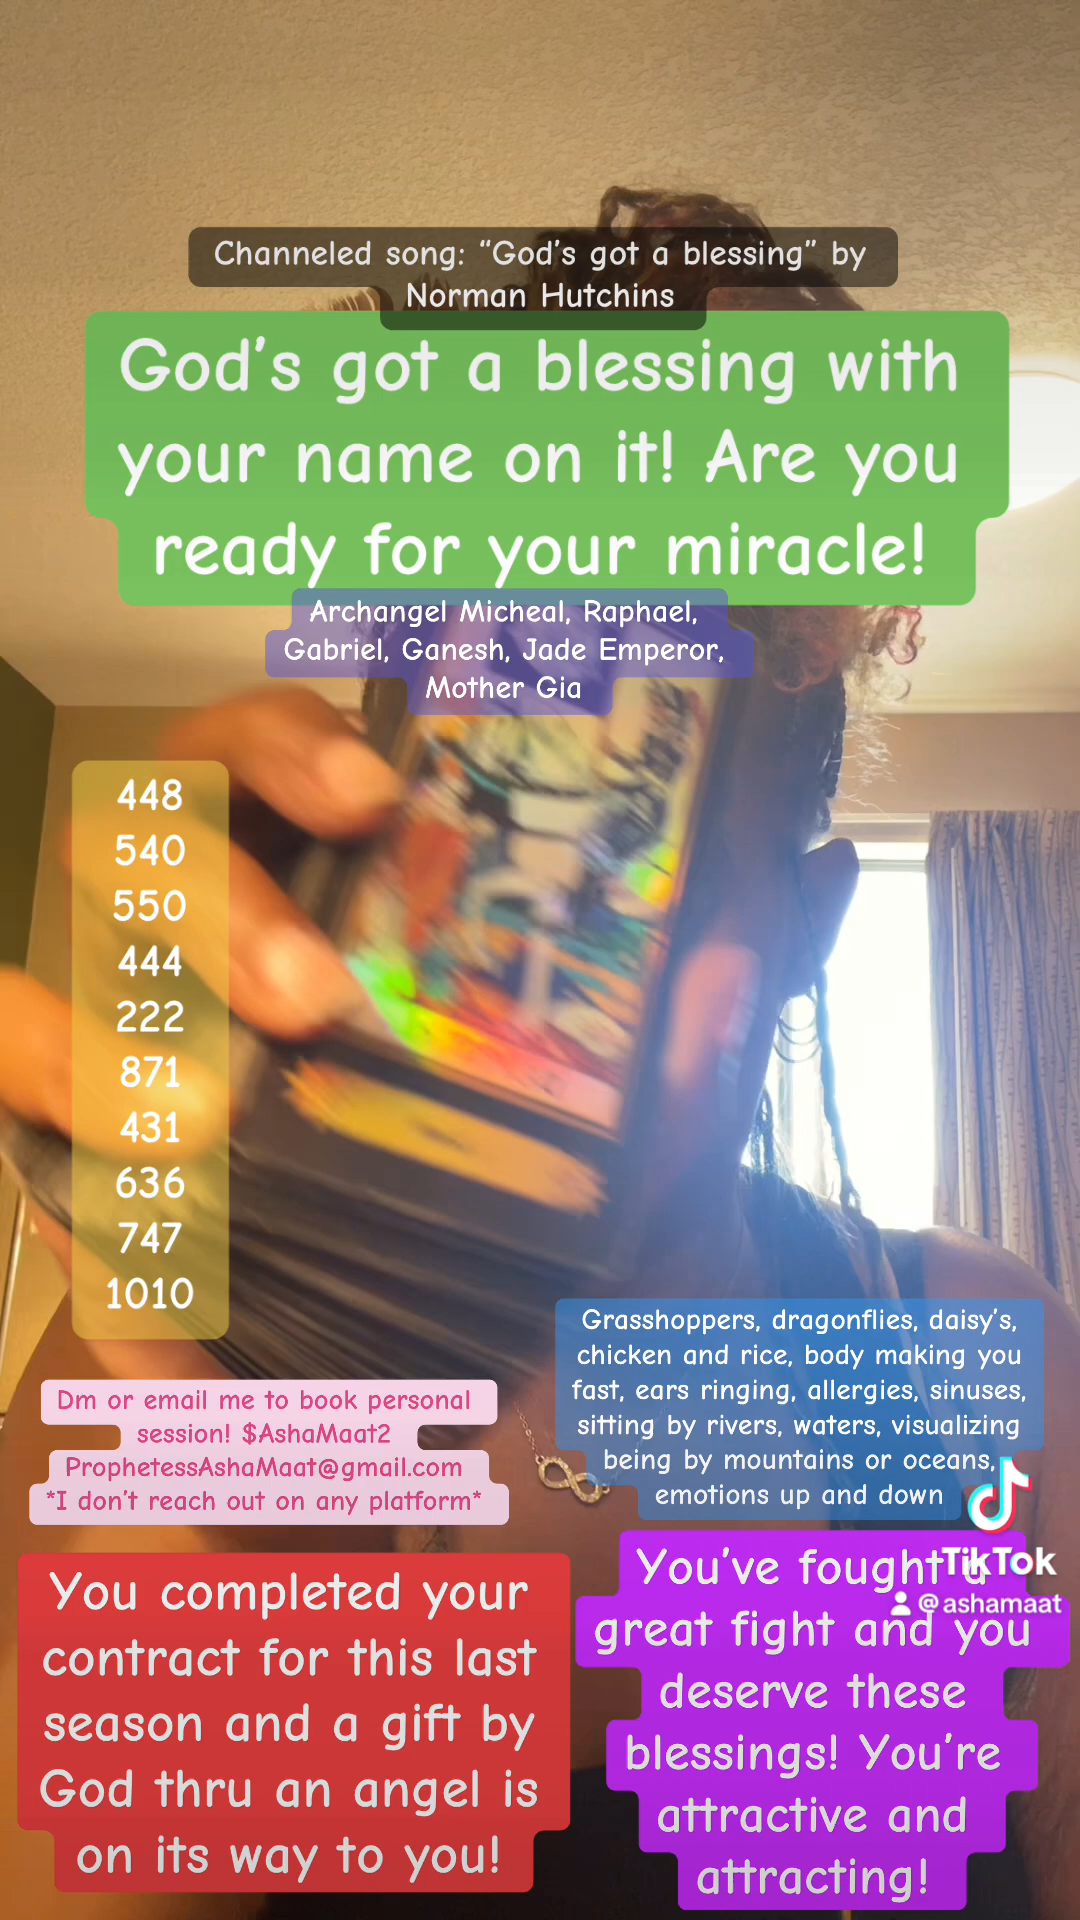 Channeled song: “God’s got a blessing” by
Norman Hutchins
God’s got a blessing with
your name on it! Are you
ready for your miracle!
Archangel Micheal, Raphael,
Gabriel, Ganesh, Jade Emperor,
Mother Gia
448
540
550
444
222
871
431
636
747
1010
Grasshoppers, dragonflies, daisy’s,
chicken and rice, body making you
fast, ears ringing, allergies, sinuses,
sitting by rivers, waters, visualizing
being by mountains or oceans,
emotions up and down
Dm or email me to book personal
session! $AshaMaat2
ProphetessAshaMaat@gmail.com
*I don’t reach out on any platform*
You completed your
contract for this last
season and a gift by
God thru an angel is
on its way to you!
You’ve fought a
great fight and you
deserve these
blessings! You’re
attractive and
attracting!
TikTok
@ashamaat